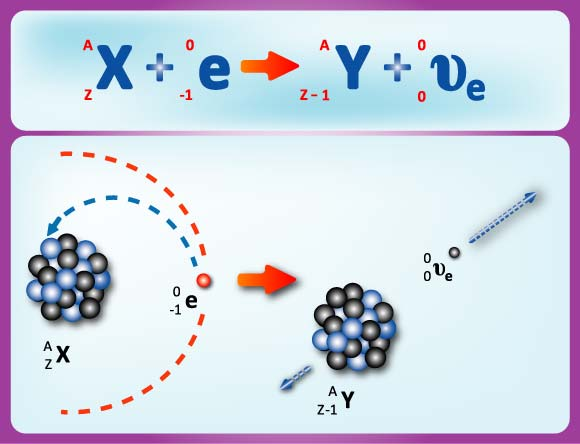 A Z X + 0 -1 e A Z – 1 Y + 0 0 υe
0 -1 e
0 0 υe
A Z X
A Z-1 Y